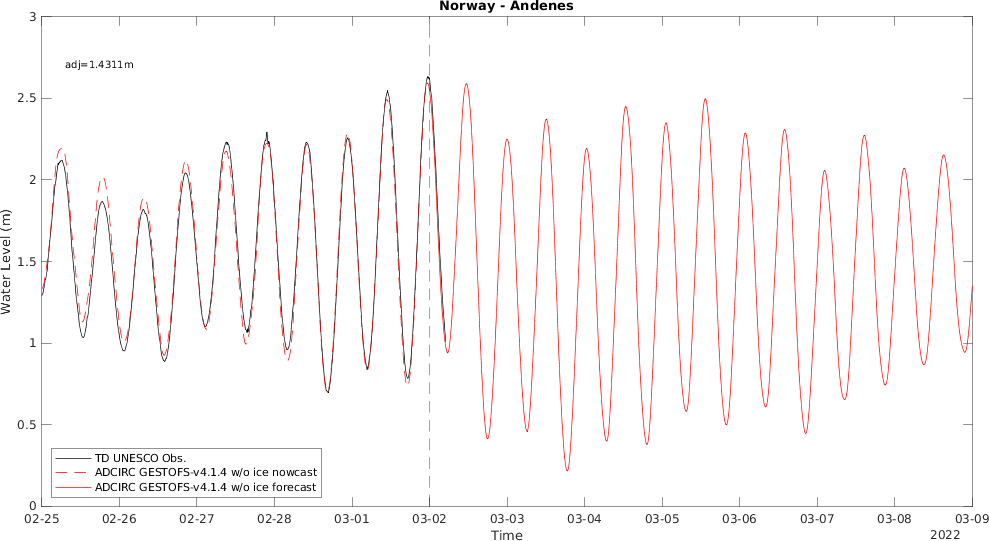 Norway - Andenes
adj=1.4311m
3
2.5
2
1.5
1
0.5
0
Water Level (m)
TD UNESCO Obs.
ADCIRC GESTOFS-v4.1.4 w/o ice nowcast
ADCIRC GESTOFS-v4.1.4 w/o ice forecast
02-25 02-26 02-27 02-28 03-01 03-02 03-03 03-04 03-05 03-06 03-07 03-08 03-09
Time
2022